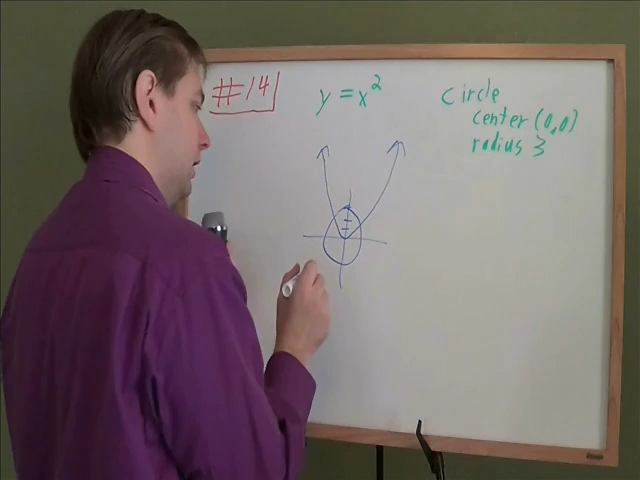 #14
y = x²
circle
center (0,0)
radius 3